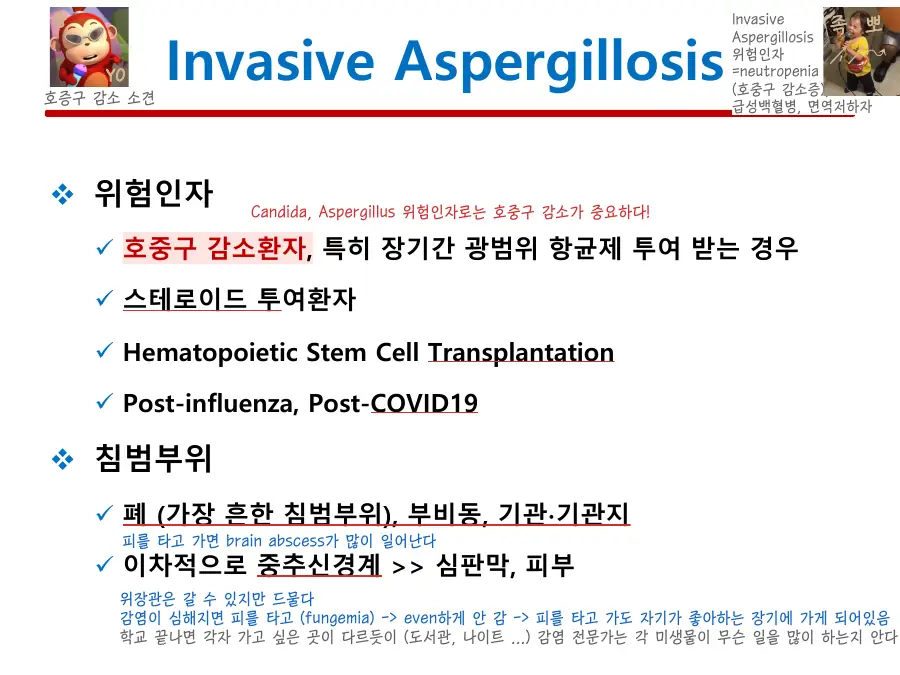 YO
호증구 감소 소견
Invasive Aspergillosis
Invasive
Aspergillosis
위험인자
=neutropenia
(호중구 감소증)
급성백혈병, 면역저하자
족 뽀
위험인자
Candida, Aspergillus 위험인자로는 호중구 감소가 중요하다!
호중구 감소환자, 특히 장기간 광범위 항균제 투여 받는 경우
스테로이드 투여환자
Hematopoietic Stem Cell Transplantation
Post-influenza, Post-COVID19
침범부위
폐 (가장 흔한 침범부위), 부비동, 기관·기관지
피를 타고 가면 brain abscess가 많이 일어난다
이차적으로 중추신경계 >> 심판막, 피부
위장관은 갈 수 있지만 드물다
감염이 심해지면 피를 타고 (fungemia) -> even하게 안 감 -> 피를 타고 가도 자기가 좋아하는 장기에 가게 되어있음
학교 끝나면 각자 가고 싶은 곳이 다르듯이 (도서관, 나이트 ...) 감염 전문가는 각 미생물이 무슨 일을 많이 하는지 안다